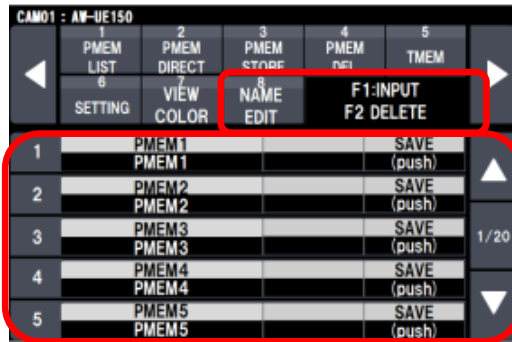 CAM01 : AW-UE150
1 2 3 4 5
PMEM LIST PMEM DIRECT PMEM STORE PMEM DEL TMEM
6 7 8
SETTING VIEW COLOR NAME EDIT F1:INPUT F2 DELETE
1 PMEM1 SAVE
PMEM1 (push)
2 PMEM2 SAVE
PMEM2 (push)
3 PMEM3 SAVE 1/20
PMEM3 (push)
4 PMEM4 SAVE
PMEM4 (push)
5 PMEM5 SAVE
PMEM5 (push)